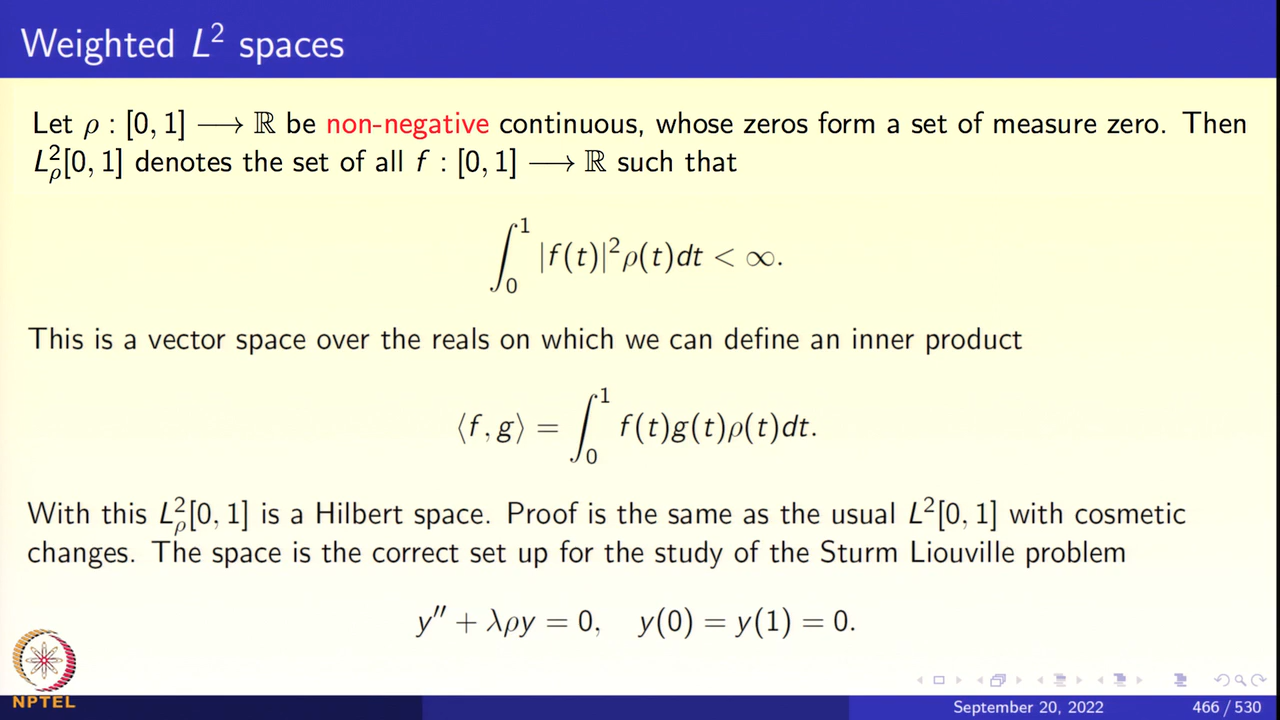 Weighted L² spaces
Let ρ : [0, 1] ⟶ ℝ be non-negative continuous, whose zeros form a set of measure zero. Then
L²_ρ[0, 1] denotes the set of all f : [0, 1] ⟶ ℝ such that
∫₀¹ |f(t)|²ρ(t)dt < ∞.
This is a vector space over the reals on which we can define an inner product
⟨f, g⟩ = ∫₀¹ f(t)g(t)ρ(t)dt.
With this L²_ρ[0, 1] is a Hilbert space. Proof is the same as the usual L²[0, 1] with cosmetic
changes. The space is the correct set up for the study of the Sturm Liouville problem
y″ + λρy = 0, y(0) = y(1) = 0.
NPTEL
September 20, 2022 466 / 530